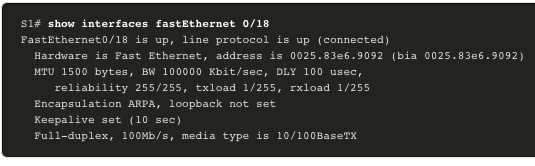 S1# show interfaces fastEthernet 0/18
FastEthernet0/18 is up, line protocol is up (connected)
Hardware is Fast Ethernet, address is 0025.83e6.9092 (bia 0025.83e6.9092)
MTU 1500 bytes, BW 100000 Kbit/sec, DLY 100 usec,
reliability 255/255, txload 1/255, rxload 1/255
Encapsulation ARPA, loopback not set
Keepalive set (10 sec)
Full-duplex, 100Mb/s, media type is 10/100BaseTX